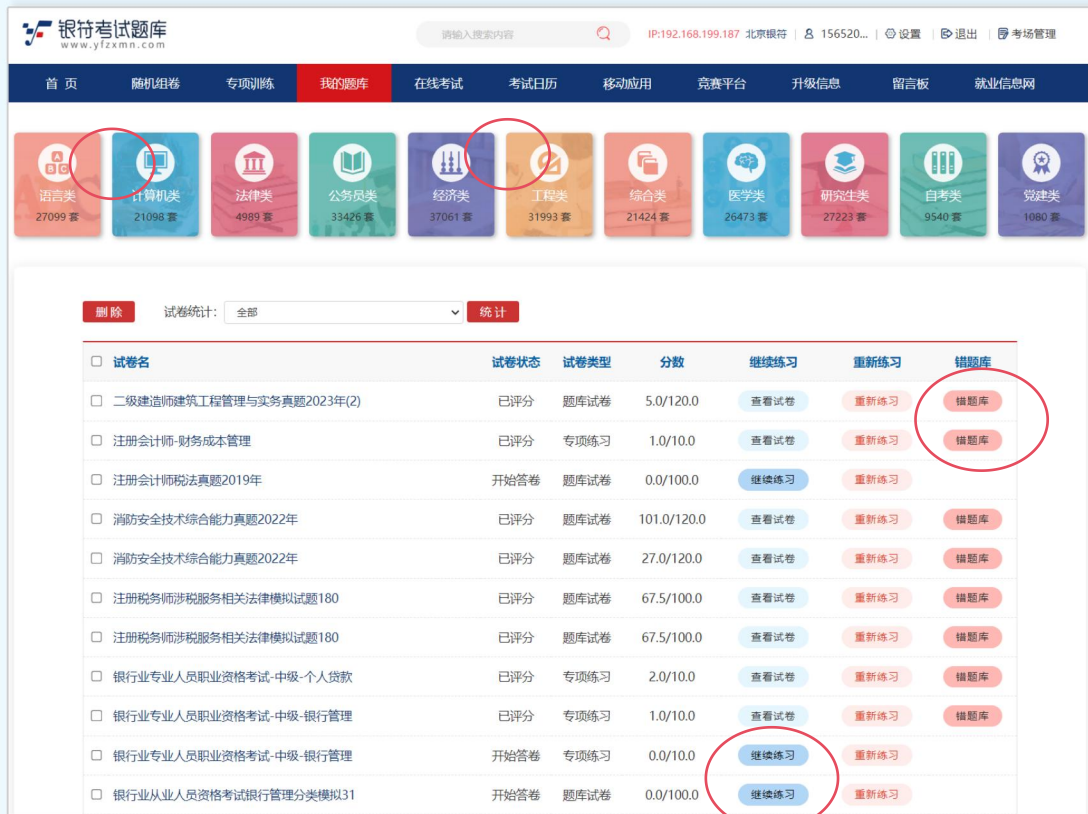 银符考试题库
www.yfzxmn.com
请输入搜索内容
IP:192.168.199.187 北京银符 156520... 设置 退出 考场管理
首 页 随机组卷 专项训练 我的题库 在线考试 考试日历 移动应用 竞赛平台 升级信息 留言板 就业信息网
语言类 计算机类 法律类 公务员类 经济类 工程类 综合类 医学类 研究生类 自考类 党建类
27099 套 21098 套 4989 套 33426 套 37061 套 31993 套 21424 套 26473 套 27223 套 9540 套 1080 套
删 除 试卷统计: 全部 统 计
试卷名 试卷状态 试卷类型 分数 继续练习 重新练习 错题库
二级建造师建筑工程管理与实务真题2023年(2) 已评分 题库试卷 5.0/120.0 查看试卷 重新练习 错题库
注册会计师-财务成本管理 已评分 专项练习 1.0/10.0 查看试卷 重新练习 错题库
注册会计师税法真题2019年 开始答卷 题库试卷 0.0/100.0 继续练习 重新练习
消防安全技术综合能力真题2022年 已评分 题库试卷 101.0/120.0 查看试卷 重新练习 错题库
消防安全技术综合能力真题2022年 已评分 题库试卷 27.0/120.0 查看试卷 重新练习 错题库
注册税务师涉税服务相关法律模拟试题180 已评分 题库试卷 67.5/100.0 查看试卷 重新练习 错题库
注册税务师涉税服务相关法律模拟试题180 已评分 题库试卷 67.5/100.0 查看试卷 重新练习 错题库
银行业专业人员职业资格考试-中级-个人贷款 已评分 专项练习 2.0/10.0 查看试卷 重新练习 错题库
银行业专业人员职业资格考试-中级-银行管理 已评分 专项练习 1.0/10.0 查看试卷 重新练习 错题库
银行业专业人员职业资格考试-中级-银行管理 开始答卷 专项练习 0.0/10.0 继续练习 重新练习
银行业从业人员资格考试银行管理分类模拟31 开始答卷 题库试卷 0.0/100.0 继续练习 重新练习